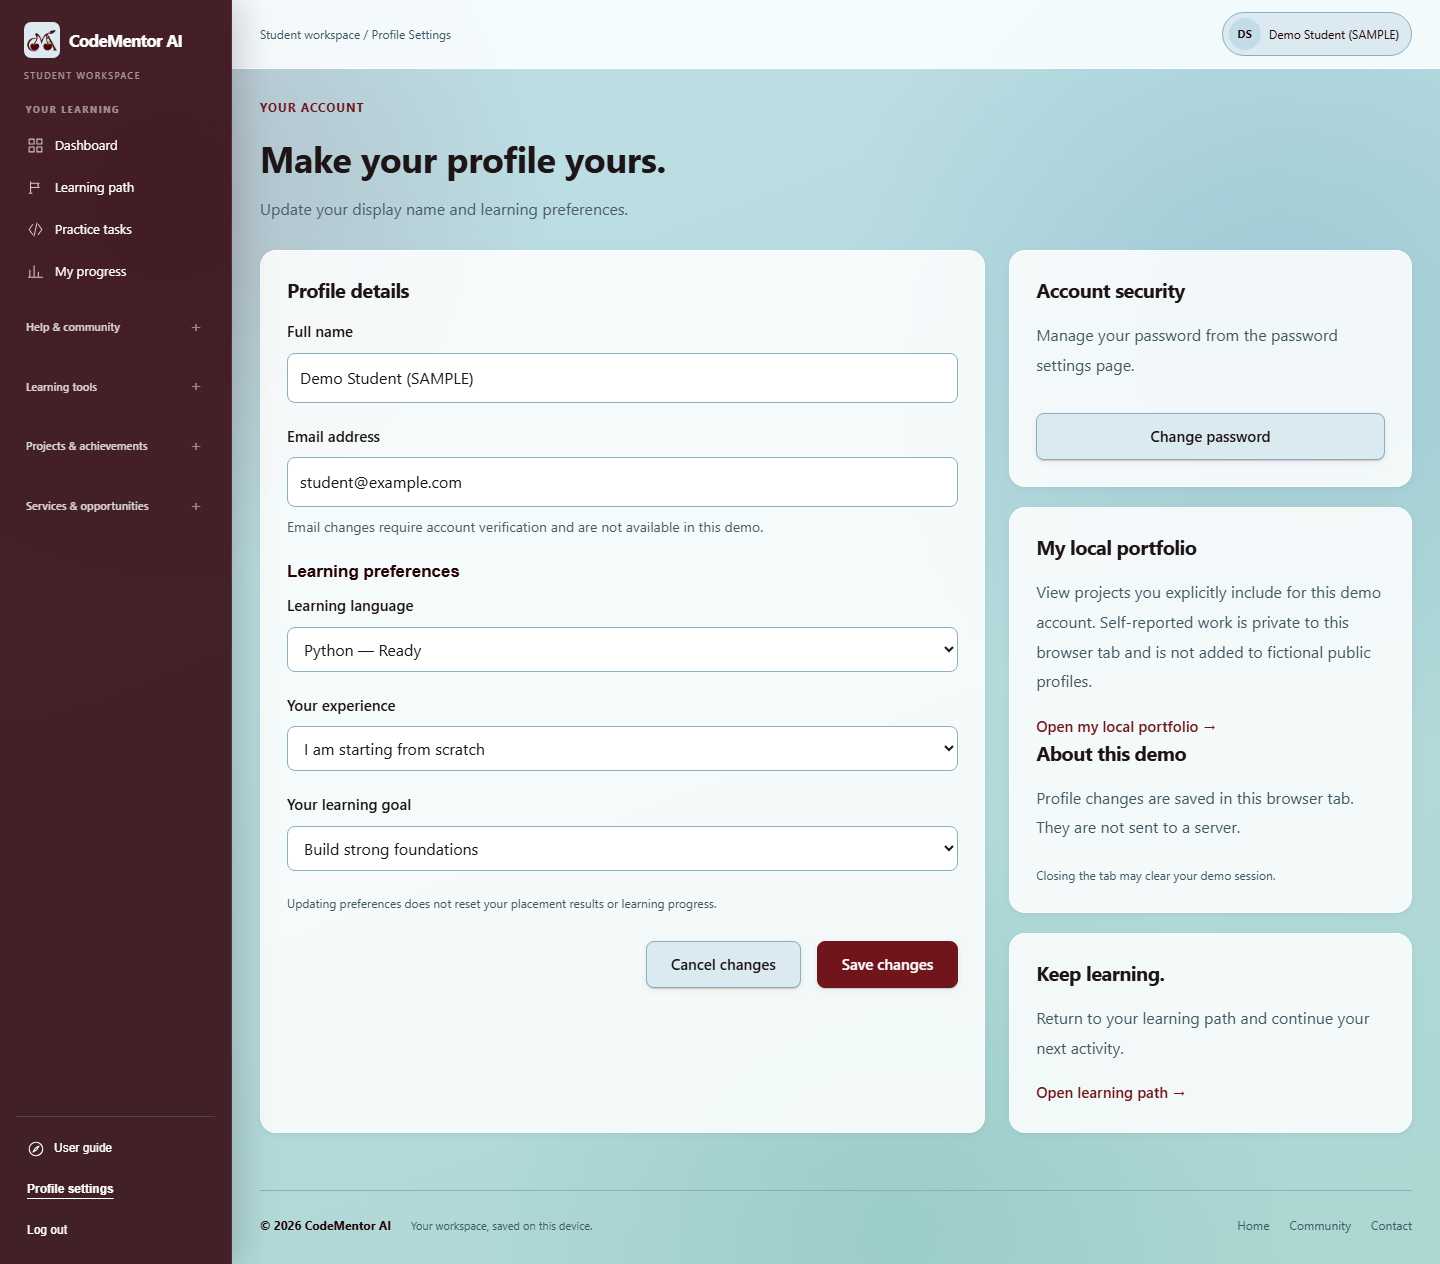 CodeMentor AI
STUDENT WORKSPACE
YOUR LEARNING
Dashboard
Learning path
Practice tasks
My progress
Help & community +
Learning tools +
Projects & achievements +
Services & opportunities +
User guide
Profile settings
Log out
Student workspace / Profile Settings
DS Demo Student (SAMPLE)
YOUR ACCOUNT
Make your profile yours.
Update your display name and learning preferences.
Profile details
Full name
Demo Student (SAMPLE)
Email address
student@example.com
Email changes require account verification and are not available in this demo.
Learning preferences
Learning language
Python — Ready
Your experience
I am starting from scratch
Your learning goal
Build strong foundations
Updating preferences does not reset your placement results or learning progress.
Cancel changes
Save changes
Account security
Manage your password from the password
settings page.
Change password
My local portfolio
View projects you explicitly include for this demo
account. Self-reported work is private to this
browser tab and is not added to fictional public
profiles.
Open my local portfolio →
About this demo
Profile changes are saved in this browser tab.
They are not sent to a server.
Closing the tab may clear your demo session.
Keep learning.
Return to your learning path and continue your
next activity.
Open learning path →
© 2026 CodeMentor AI Your workspace, saved on this device.
Home Community Contact